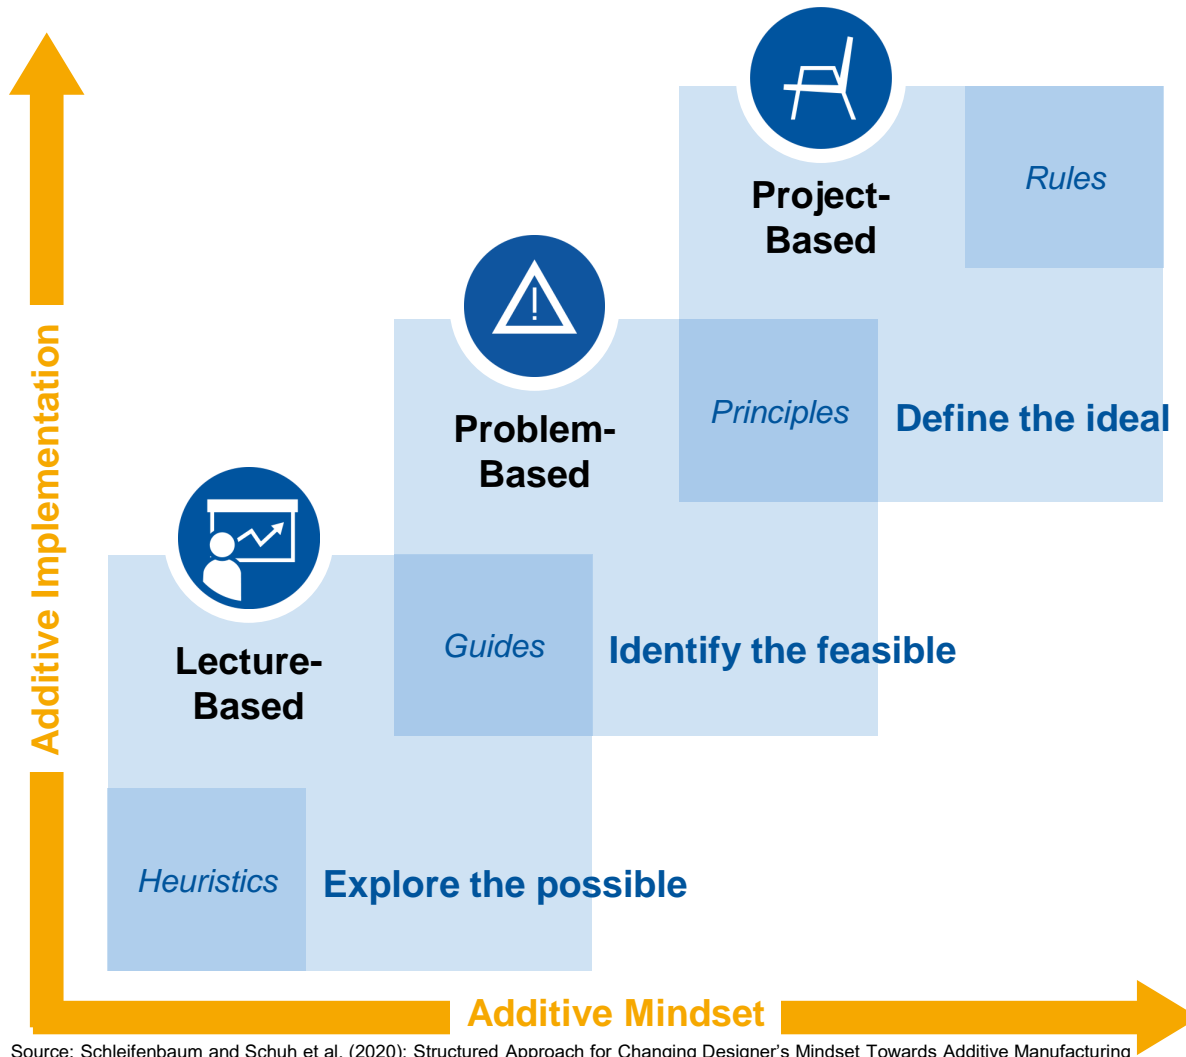 Rules
Project-
Based
Principles
Define the ideal
Problem-
Based
Guides
Identify the feasible
Lecture-
Based
Heuristics
Explore the possible
Additive Implementation
Additive Mindset
Source: Schleifenbaum and Schuh et al. (2020): Structured Approach for Changing Designer's Mindset Towards Additive Manufacturing